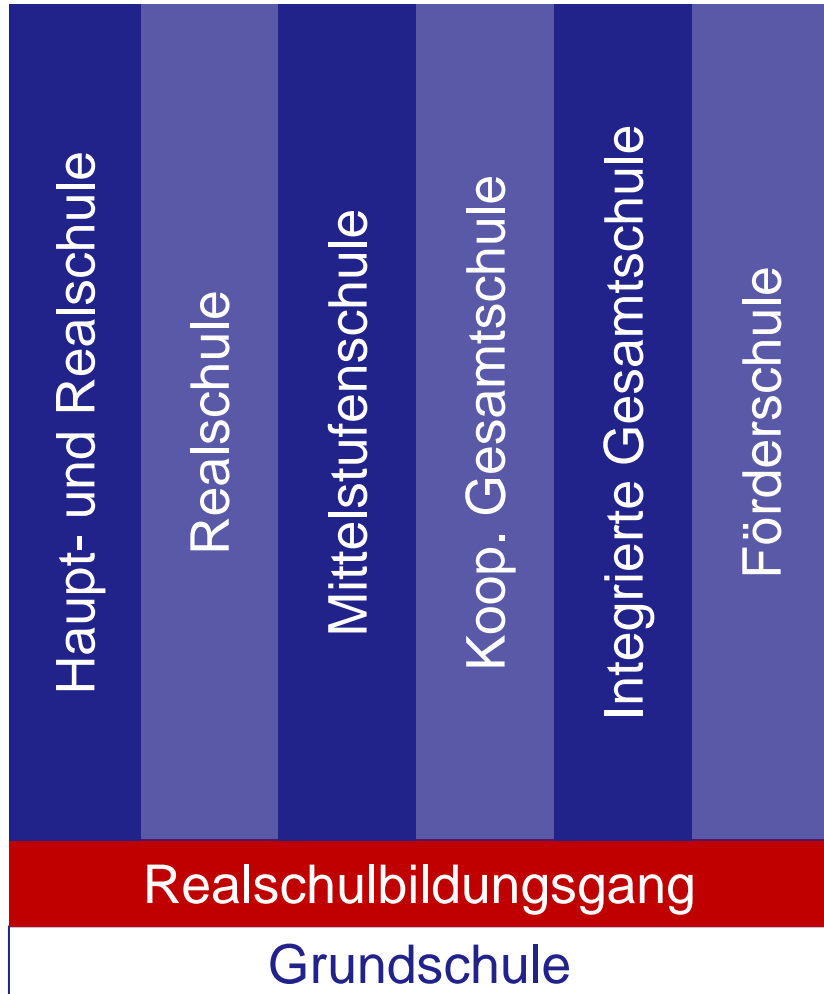 Haupt- und Realschule
Realschule
Mittelstufenschule
Koop. Gesamtschule
Integrierte Gesamtschule
Förderschule
Realschulbildungsgang
Grundschule